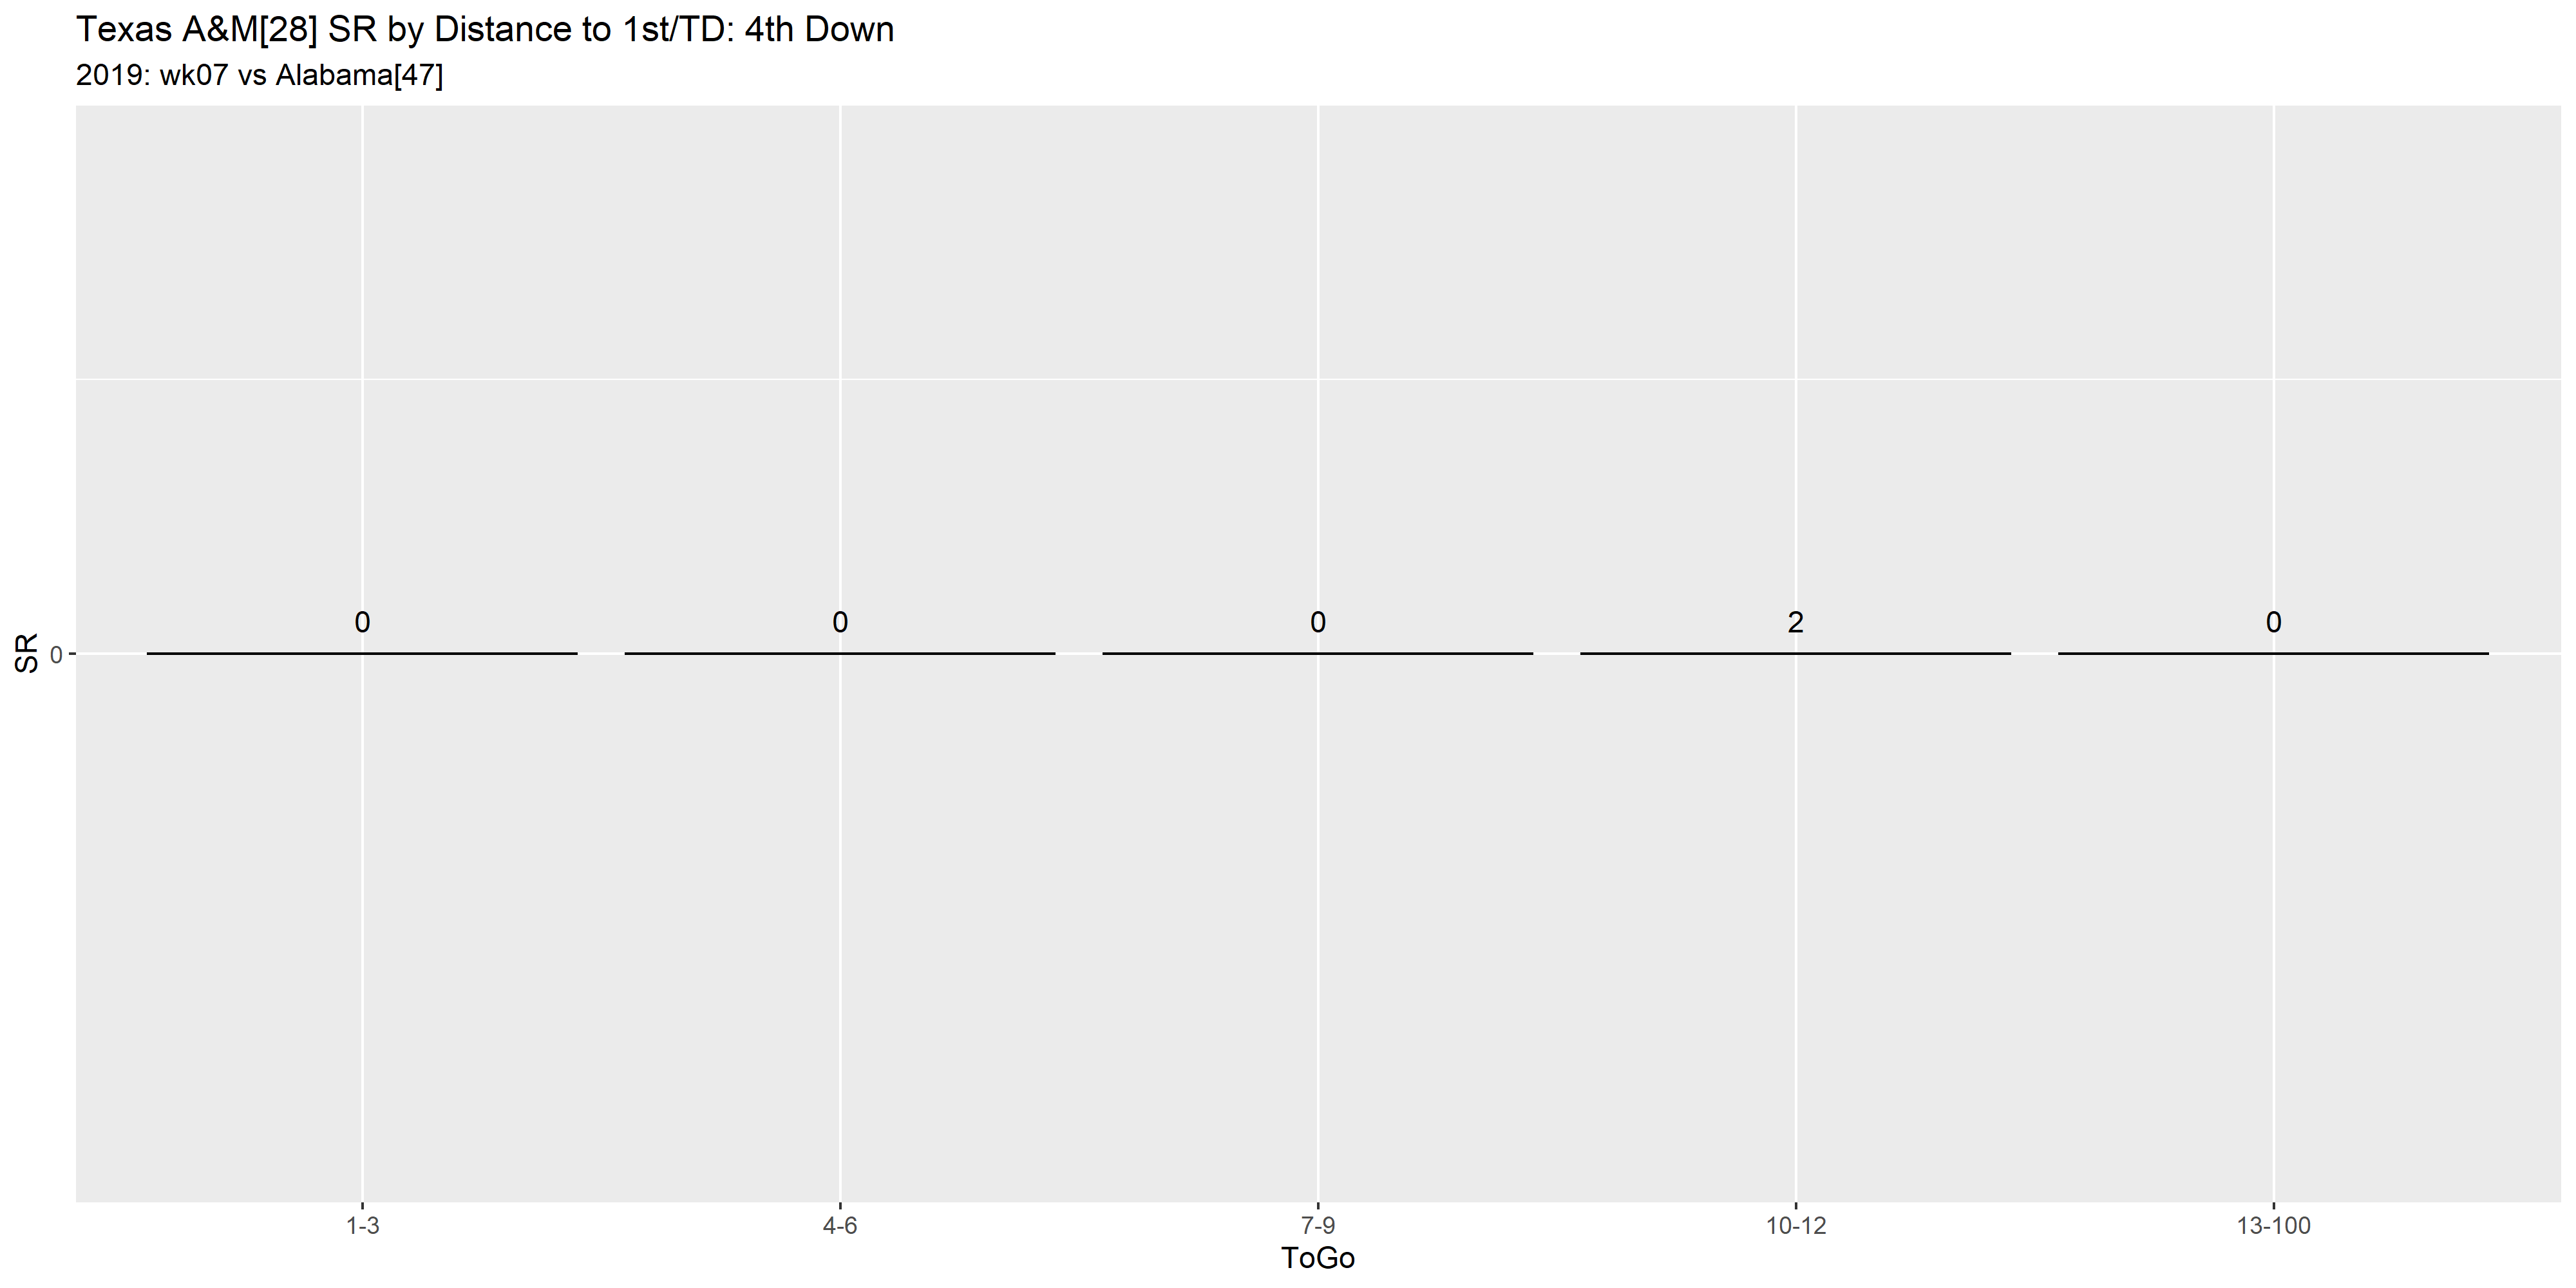 Texas A&M[28] SR by Distance to 1st/TD: 4th Down
2019: wk07 vs Alabama[47]
0 0 0 2 0
SR
0
1-3 4-6 7-9 10-12 13-100
ToGo